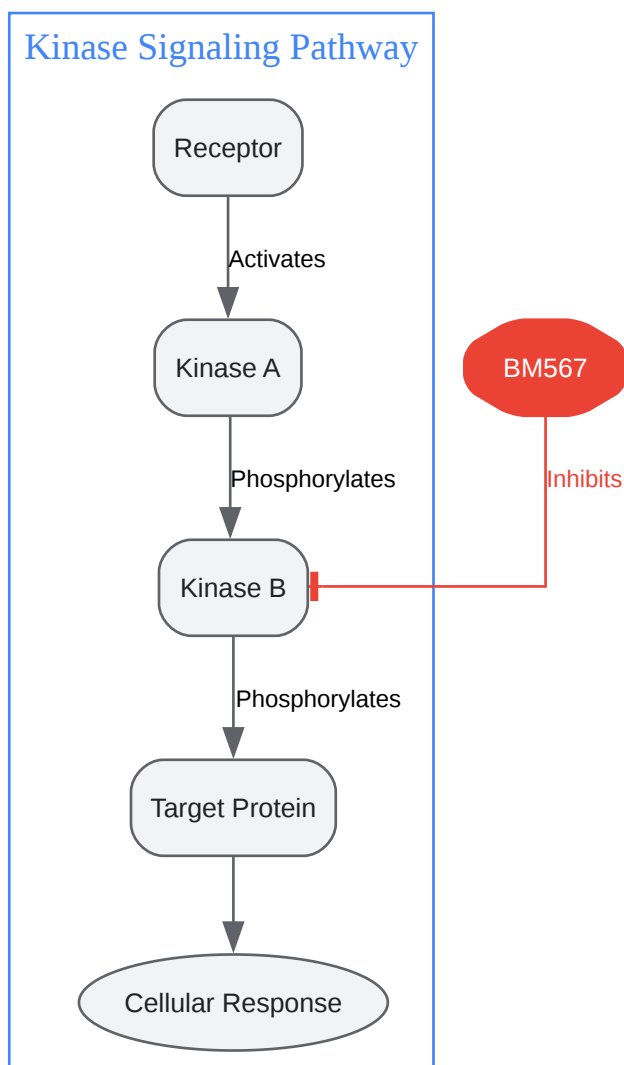 Kinase Signaling Pathway
Receptor
Activates
Kinase A
BM567
Phosphorylates
Inhibits
Kinase B
Phosphorylates
Target Protein
Cellular Response